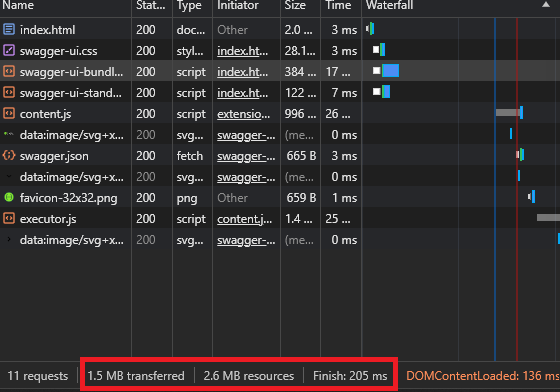 Name Stat... Type Initiator Size Time Waterfall
index.html 200 doc... Other 2.0 ... 3 ms
swagger-ui.css 200 styl... index.ht... 28.1... 3 ms
swagger-ui-bundl... 200 script index.ht... 384 ... 17 ...
swagger-ui-stand... 200 script index.ht... 122 ... 7 ms
content.js 200 script extensio... 996 ... 26 ...
data:image/svg+x... 200 svg... swagger-... (me... 0 ms
swagger.json 200 fetch swagger-... 665 B 3 ms
data:image/svg+x... 200 svg... swagger-... (me... 0 ms
favicon-32x32.png 200 png Other 659 B 1 ms
executor.js 200 script content.j... 1.4 ... 25 ...
data:image/svg+x... 200 svg... swagger-... (me... 0 ms
11 requests 1.5 MB transferred 2.6 MB resources Finish: 205 ms DOMContentLoaded: 136 ms